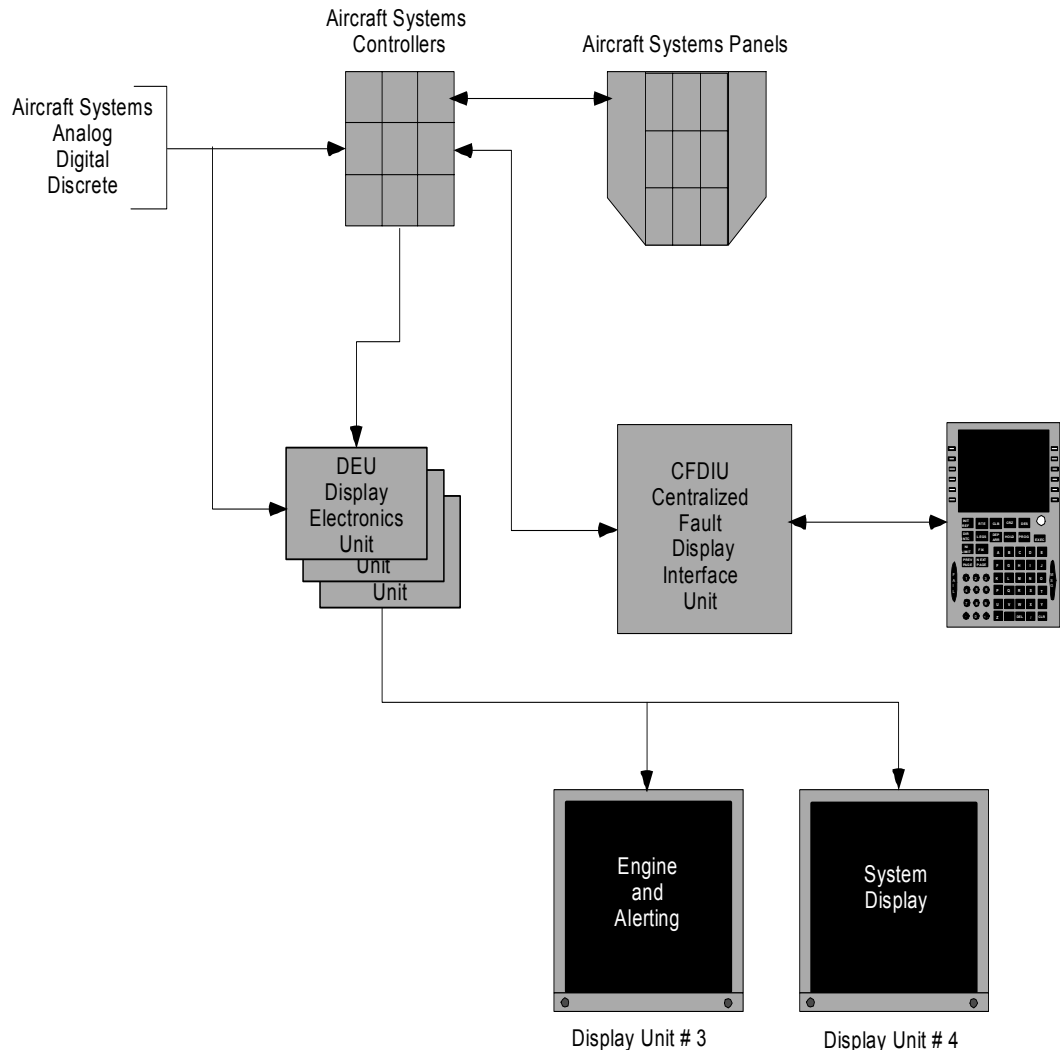 Aircraft Systems
Controllers
Aircraft Systems Panels
Aircraft Systems
Analog
Digital
Discrete
DEU
Display
Electronics
Unit
Unit
Unit
CFDIU
Centralized
Fault
Display
Interface
Unit
Engine
and
Alerting
System
Display
Display Unit # 3
Display Unit # 4